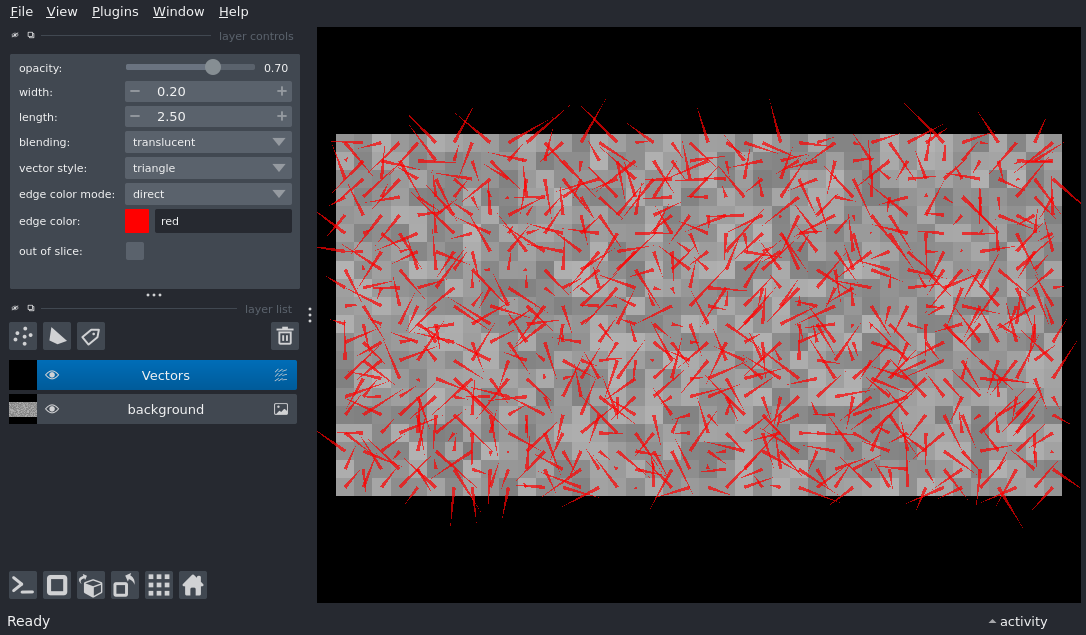 File View Plugins Window Help
layer controls
opacity: 0.70
width: 0.20
length: 2.50
blending: translucent
vector style: triangle
edge color mode: direct
edge color: red
out of slice:
layer list
Vectors
background
Ready
activity